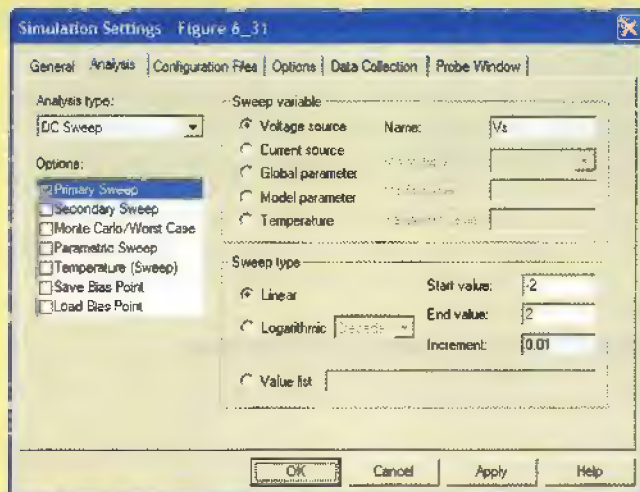 Simulation Settings Figure 6_31
General Analysis Configuration Files Options Data Collection Probe Window
Analysis type:
DC Sweep
Options:
Primary Sweep
Secondary Sweep
Monte Carlo/Worst Case
Parametric Sweep
Temperature (Sweep)
Save Bias Point
Load Bias Point
Sweep variable
Voltage source
Current source
Global parameter
Model parameter
Temperature
Name: Vs
Sweep type
Linear
Logarithmic Decade
Value list
Start value: -2
End value: 2
Increment: 0.01
OK Cancel Apply Help